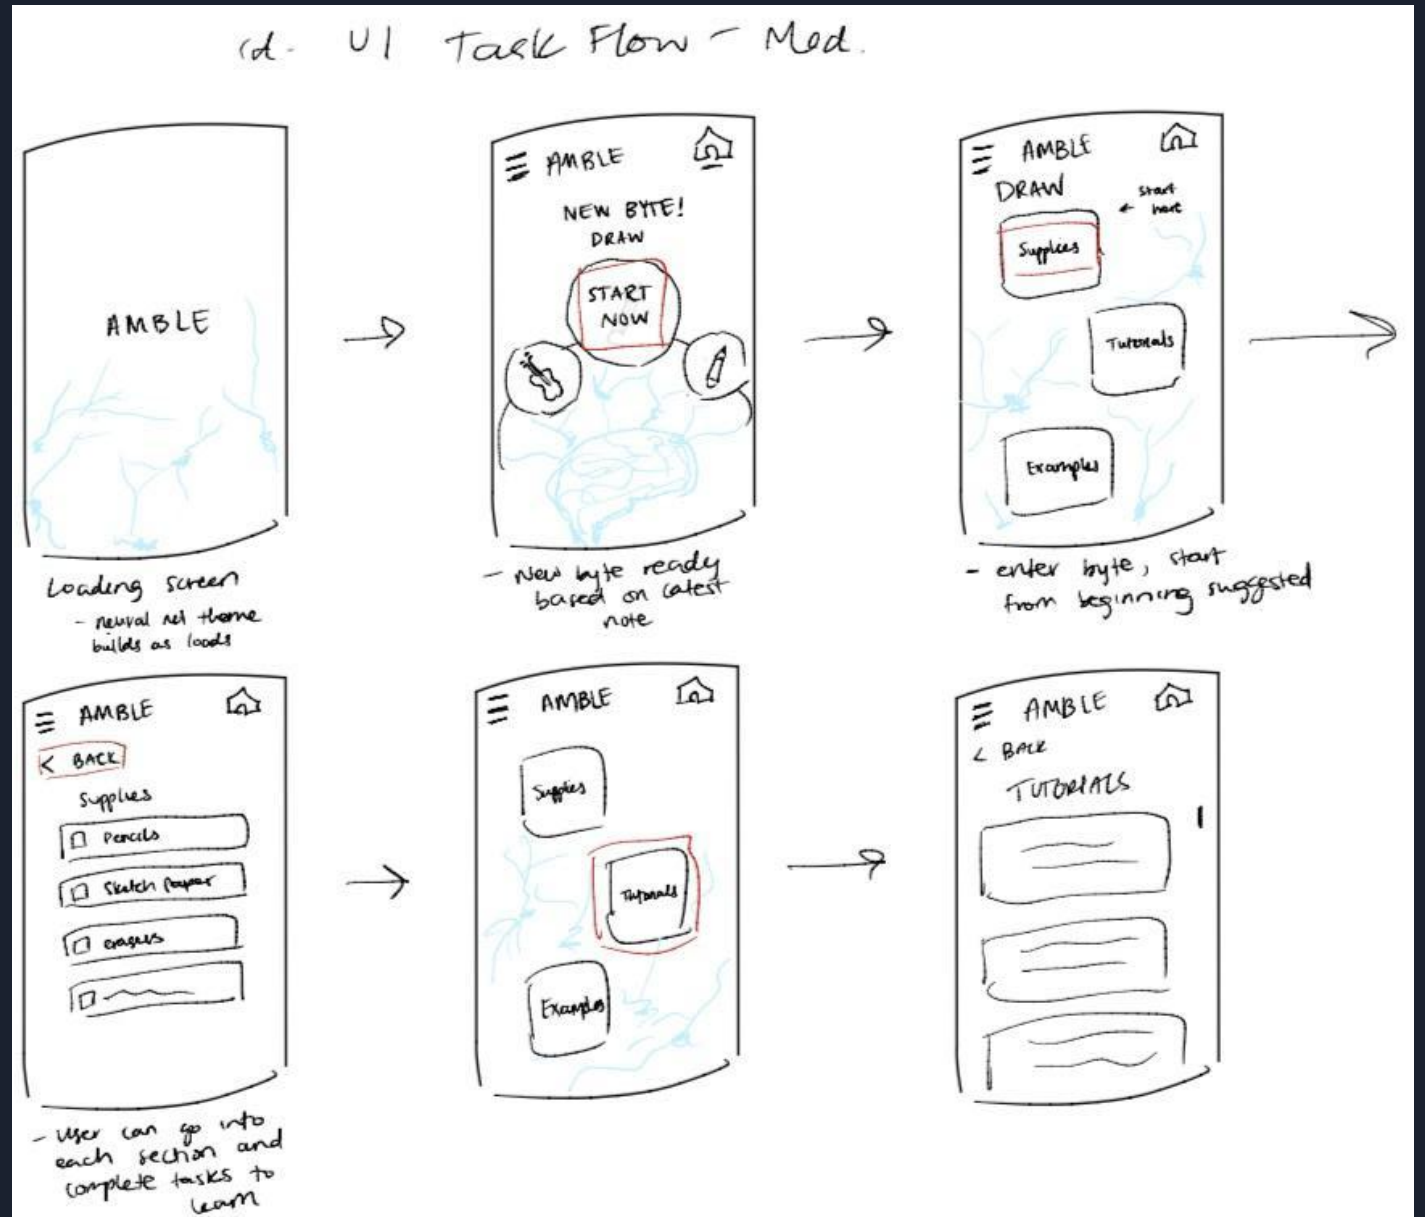 1d. UI Task Flow - Med.
AMBLE
Loading screen
- neural net theme
builds as loads
AMBLE
NEW BYTE!
DRAW
START
NOW
- New byte ready
based on latest
note
AMBLE
DRAW
← start
here
Supplies
Tutorials
Examples
- enter byte, start
from beginning suggested
AMBLE
< BACK
Supplies
Pencils
Sketch Paper
erasers
- User can go into
each section and
complete tasks to
learn
AMBLE
Supplies
Tutorials
Examples
AMBLE
< BACK
TUTORIALS